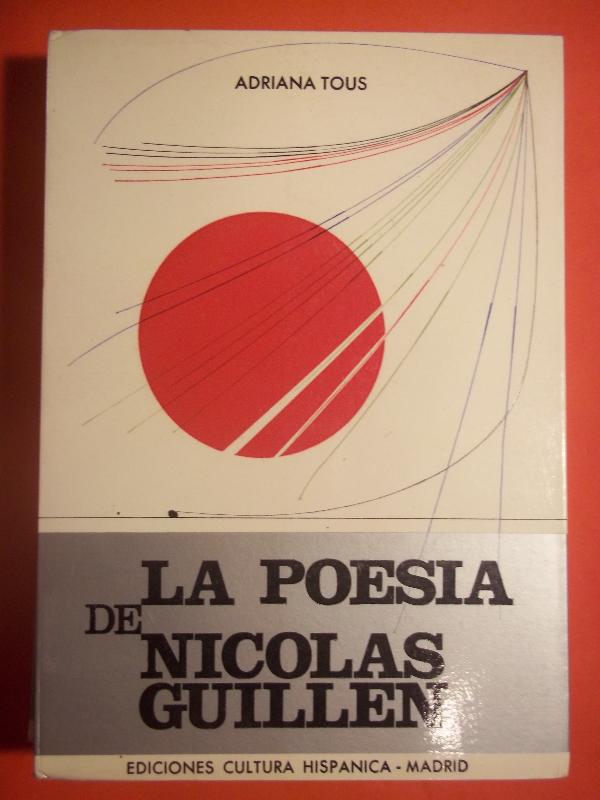 ADRIANA TOUS
LA POESIA
DE
NICOLAS
GUILLEN
EDICIONES CULTURA HISPANICA - MADRID